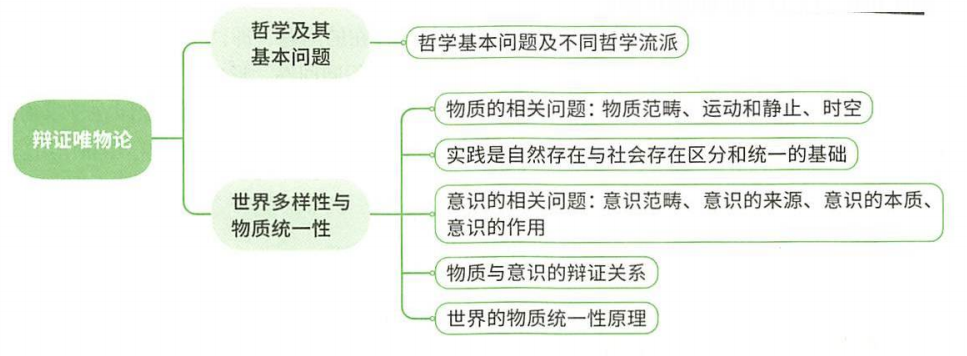 辩证唯物论
哲学及其
基本问题
哲学基本问题及不同哲学流派
世界多样性与
物质统一性
物质的相关问题：物质范畴、运动和静止、时空
实践是自然存在与社会存在区分和统一的基础
意识的相关问题：意识范畴、意识的来源、意识的本质、
意识的作用
物质与意识的辩证关系
世界的物质统一性原理